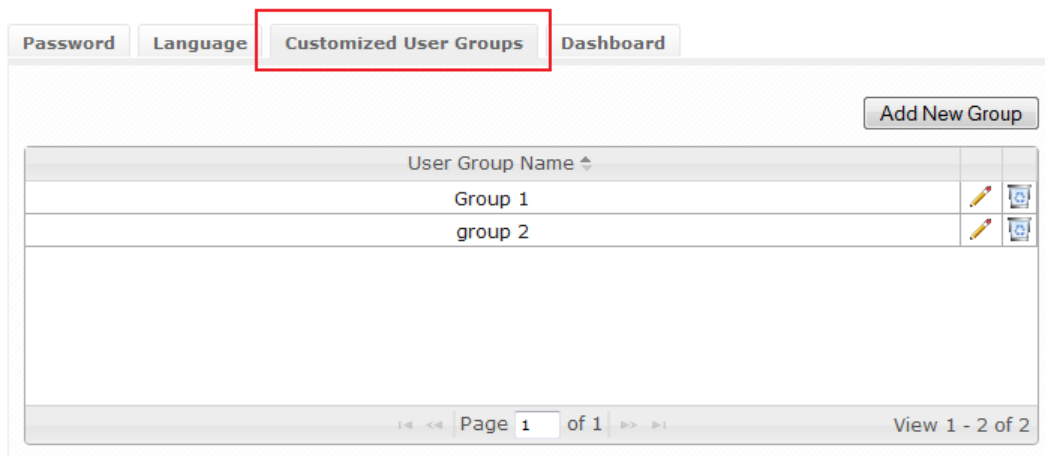 Password Language Customized User Groups Dashboard
Add New Group
User Group Name
Group 1
group 2
Page 1 of 1 View 1 - 2 of 2